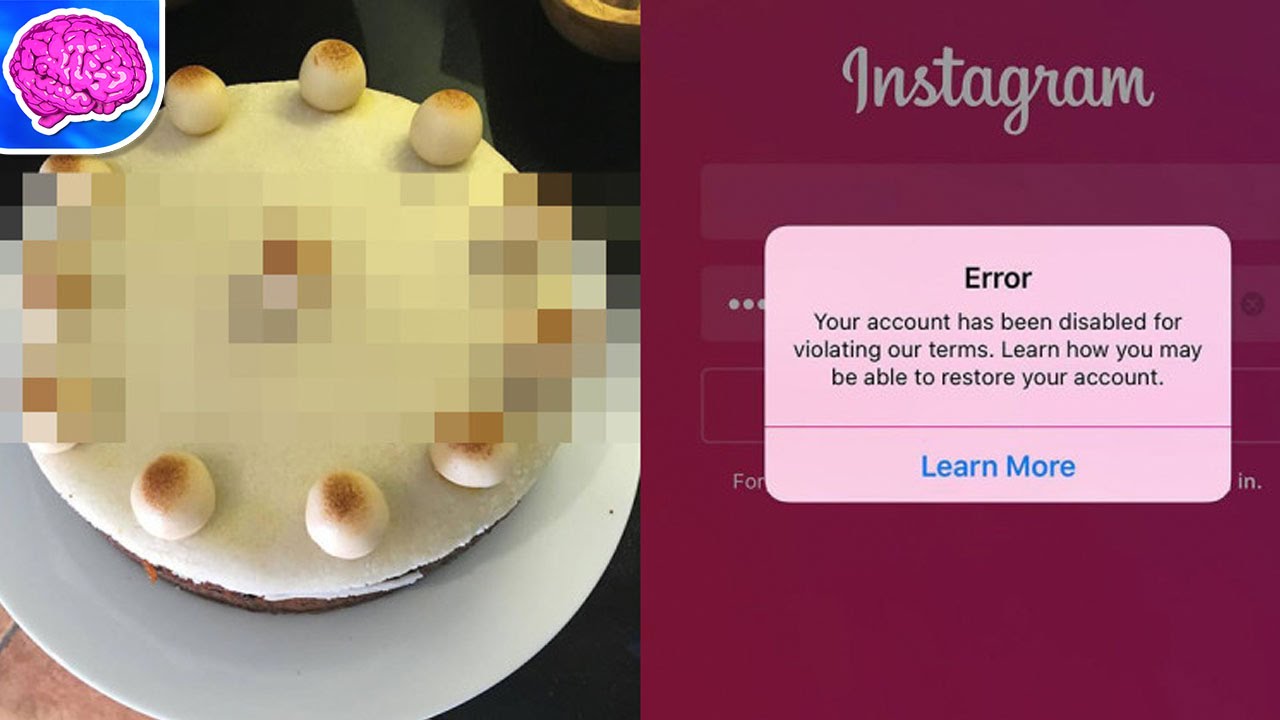 Instagram
•••
Error
Your account has been disabled for
violating our terms. Learn how you may
be able to restore your account.
Learn More
For
in.